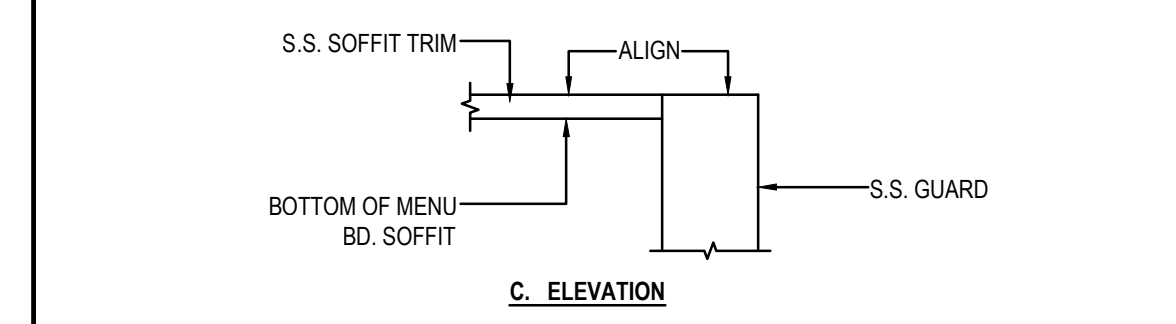 S.S. SOFFIT TRIM
ALIGN
BOTTOM OF MENU
BD. SOFFIT
S.S. GUARD
C. ELEVATION